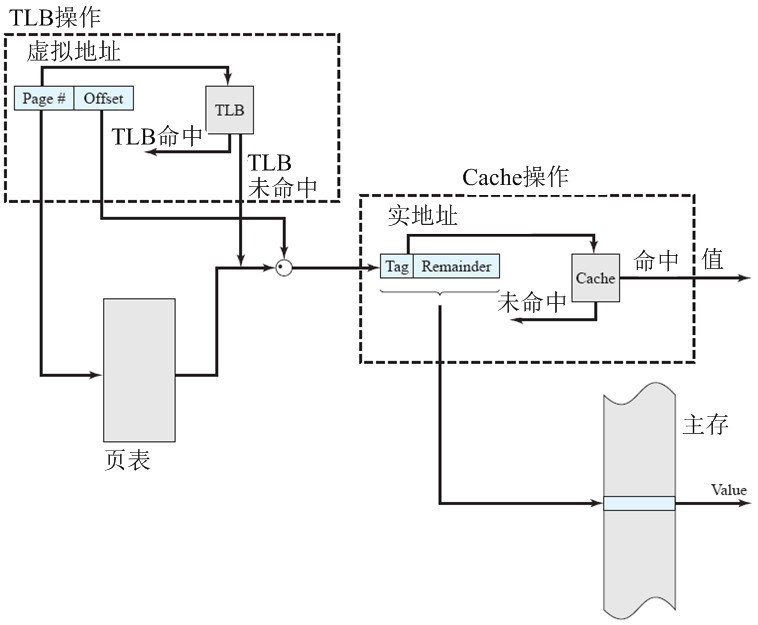 TLB操作
虚拟地址
Page #
Offset
TLB
TLB命中
TLB
未命中
Cache操作
实地址
Tag
Remainder
Cache
命中
值
未命中
页表
主存
Value